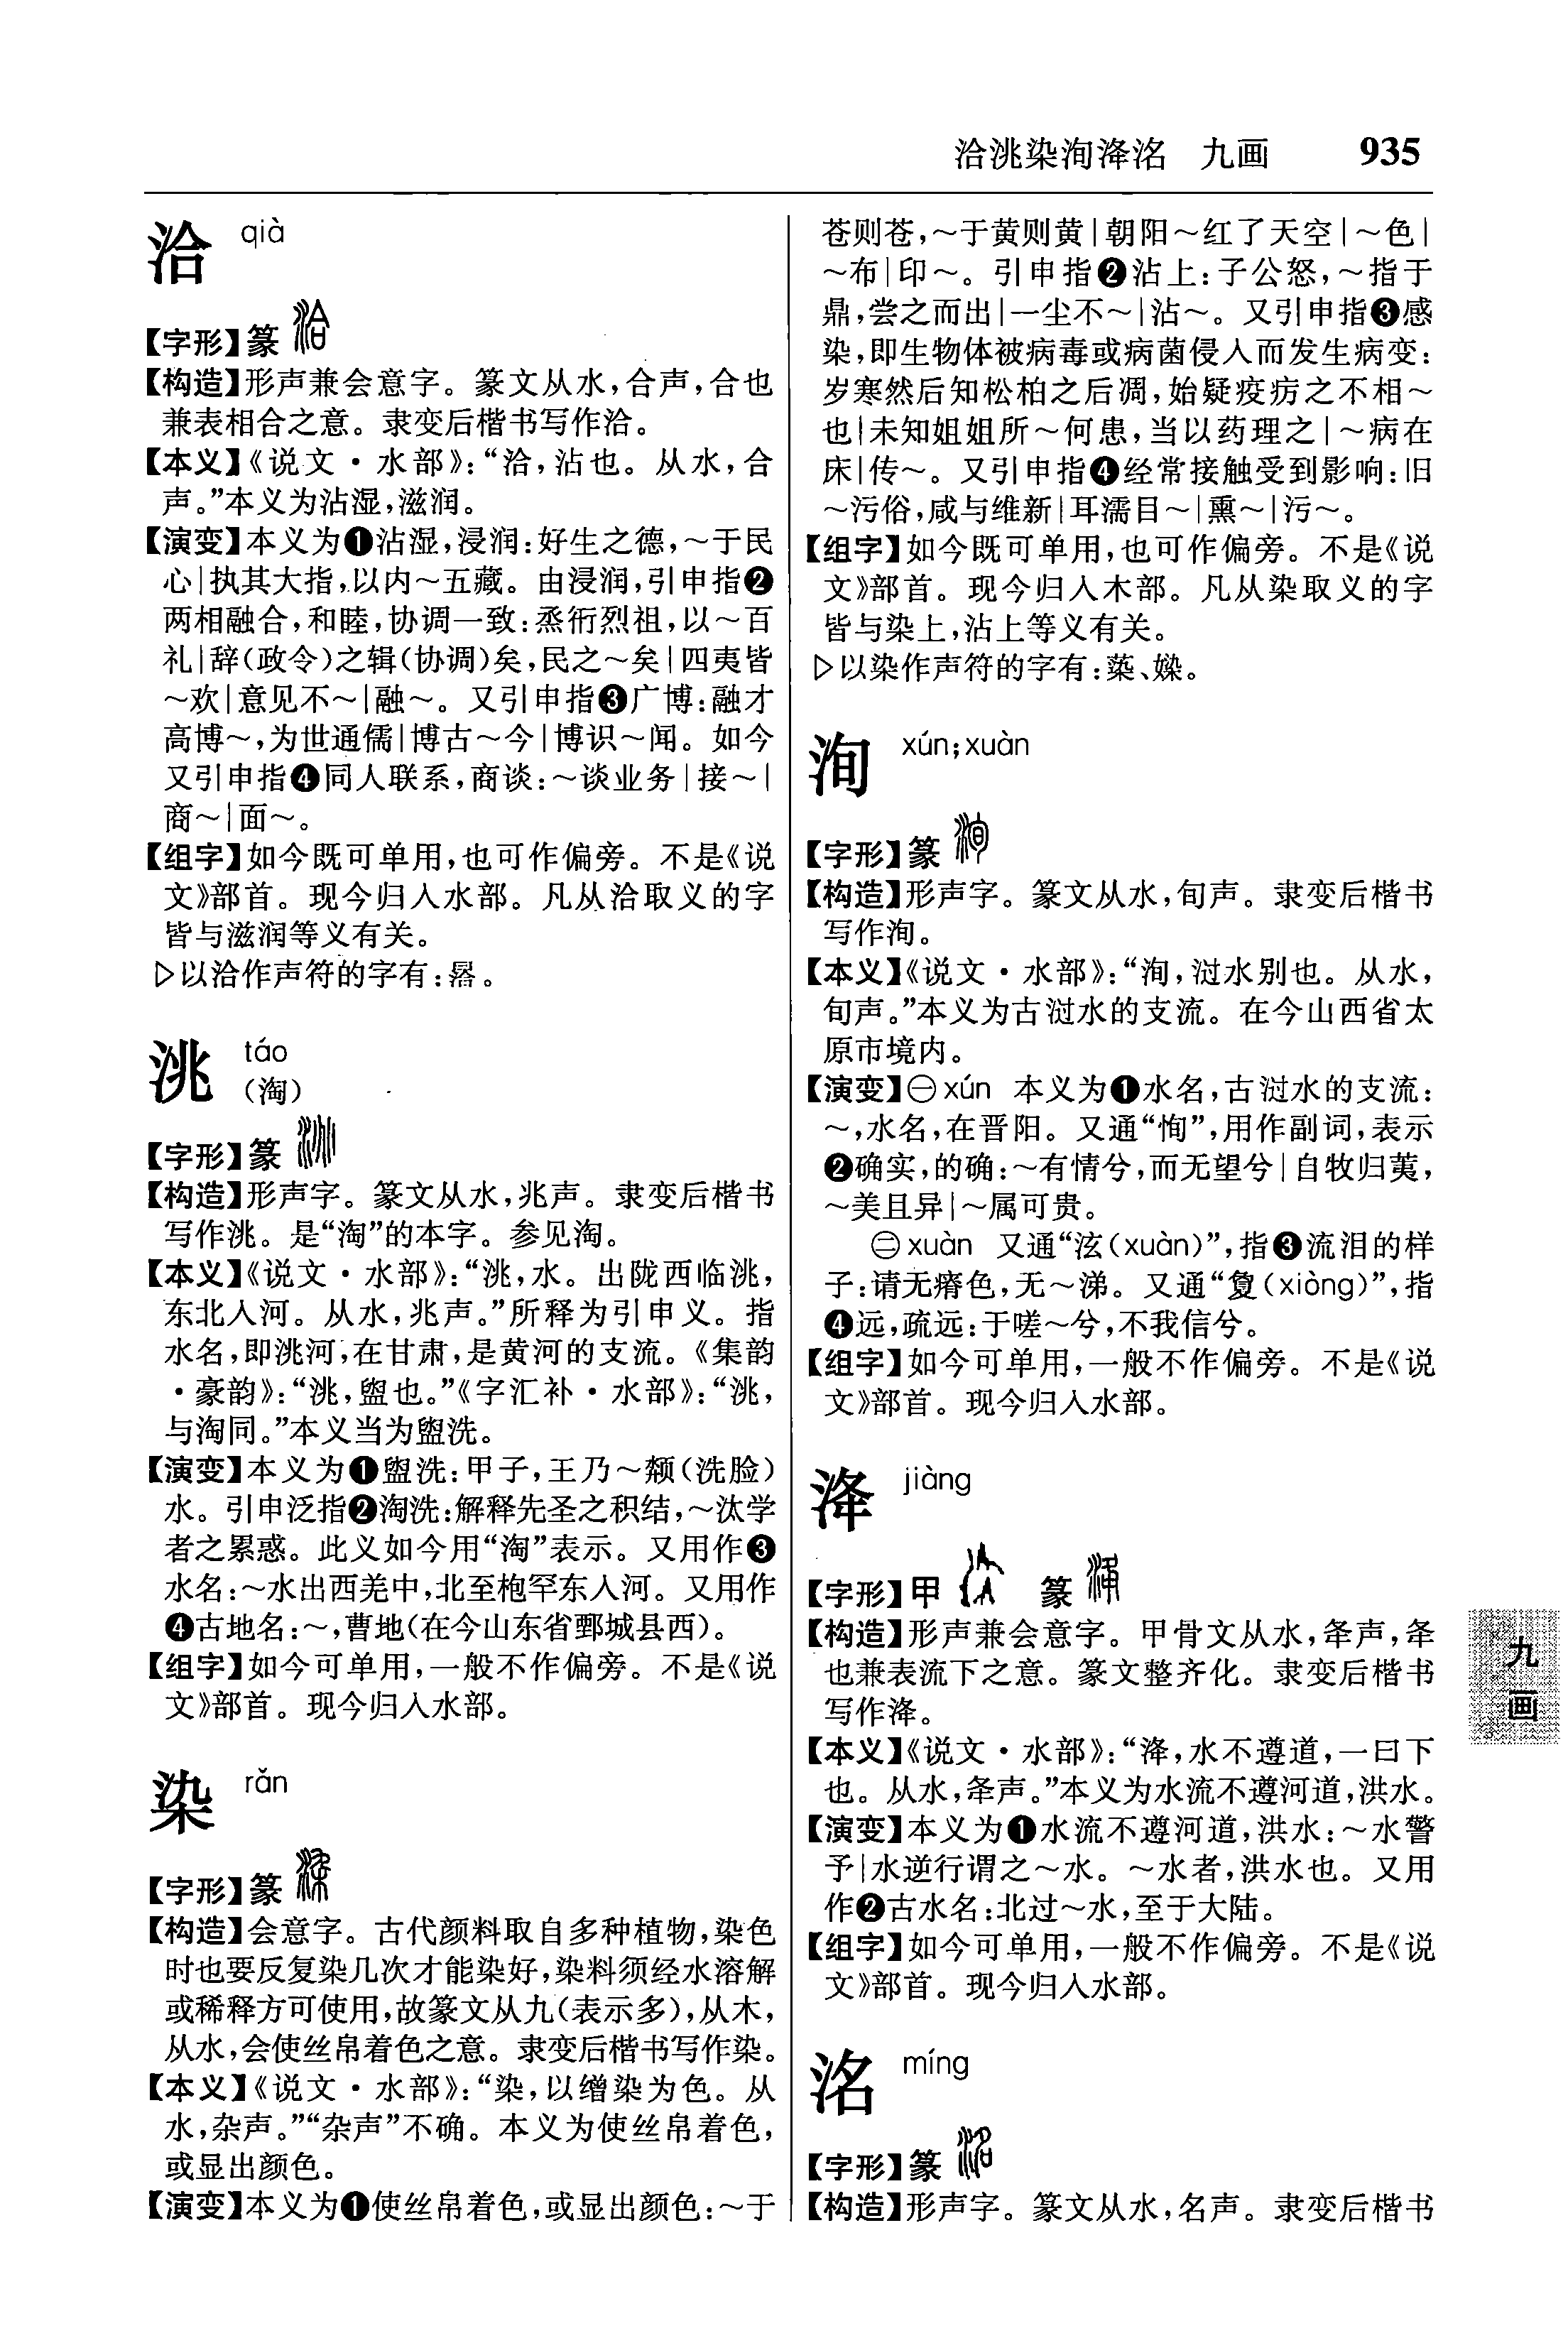 洽洮染洵洚洺　九画　935
洽 qià
【字形】篆
【构造】形声兼会意字。篆文从水,合声,合也
兼表相合之意。隶变后楷书写作洽。
【本义】《说文·水部》:“洽,沾也。从水,合
声。”本义为沾湿,滋润。
【演变】本义为❶沾湿,浸润:好生之德,～于民
心|执其大指,以内～五藏。由浸润,引申指❷
两相融合,和睦,协调一致:烝衎烈祖,以～百
礼|辞(政令)之辑(协调)矣,民之～矣|四夷皆
～欢|意见不～|融～。又引申指❸广博:融才
高博～,为世通儒|博古～今|博识～闻。如今
又引申指❹同人联系,商谈:～谈业务|接～|
商～|面～。
【组字】如今既可单用,也可作偏旁。不是《说
文》部首。现今归入水部。凡从洽取义的字
皆与滋润等义有关。
▷以洽作声符的字有:。
洮 táo
(淘)
【字形】篆
【构造】形声字。篆文从水,兆声。隶变后楷书
写作洮。是“淘”的本字。参见淘。
【本义】《说文·水部》:“洮,水。出陇西临洮,
东北入河。从水,兆声。”所释为引申义。指
水名,即洮河,在甘肃,是黄河的支流。《集韵
·豪韵》:“洮,盥也。”《字汇补·水部》:“洮,
与淘同。”本义当为盥洗。
【演变】本义为❶盥洗:甲子,王乃～颒(洗脸)
水。引申泛指❷淘洗:解释先圣之积结,～汰学
者之累惑。此义如今用“淘”表示。又用作❸
水名:～水出西羌中,北至枹罕东入河。又用作
❹古地名:～,曹地(在今山东省鄄城县西)。
【组字】如今可单用,一般不作偏旁。不是《说
文》部首。现今归入水部。
染 rǎn
【字形】篆
【构造】会意字。古代颜料取自多种植物,染色
时也要反复染几次才能染好,染料须经水溶解
或稀释方可使用,故篆文从九(表示多),从木,
从水,会使丝帛着色之意。隶变后楷书写作染。
【本义】《说文·水部》:“染,以缯染为色。从
水,杂声。”“杂声”不确。本义为使丝帛着色,
或显出颜色。
【演变】本义为❶使丝帛着色,或显出颜色:～于
苍则苍,～于黄则黄|朝阳～红了天空|～色|
～布|印～。引申指❷沾上:子公怒,～指于
鼎,尝之而出|一尘不～|沾～。又引申指❸感
染,即生物体被病毒或病菌侵入而发生病变:
岁寒然后知松柏之后凋,始疑疫疠之不相～
也|未知姐姐所～何患,当以药理之|～病在
床|传～。又引申指❹经常接触受到影响:旧
～污俗,咸与维新|耳濡目～|熏～|污～。
【组字】如今既可单用,也可作偏旁。不是《说
文》部首。现今归入木部。凡从染取义的字
皆与染上,沾上等义有关。
▷以染作声符的字有:蒅、媣。
洵 xún;xuàn
【字形】篆
【构造】形声字。篆文从水,旬声。隶变后楷书
写作洵。
【本义】《说文·水部》:“洵,涡水别也。从水,
旬声。”本义为古涡水的支流。在今山西省太
原市境内。
【演变】㊀xún　本义为❶水名,古涡水的支流:
～,水名,在晋阳。又通“恂”,用作副词,表示
❷确实,的确:～有情兮,而无望兮|自牧归荑,
～美且异|～属可贵。
㊁xuàn　又通“泫(xuàn)”,指❸流泪的样
子:请无瘠色,无～涕。又通“敻(xiòng)”,指
❹远,疏远:于嗟～兮,不我信兮。
【组字】如今可单用,一般不作偏旁。不是《说
文》部首。现今归入水部。
洚 jiàng
【字形】甲　篆
【构造】形声兼会意字。甲骨文从水,夅声,夅
也兼表流下之意。篆文整齐化。隶变后楷书
写作洚。
【本义】《说文·水部》:“洚,水不遵道,一曰下
也。从水,夅声。”本义为水流不遵河道,洪水。
【演变】本义为❶水流不遵河道,洪水:～水警
予|水逆行谓之～水。～水者,洪水也。又用
作❷古水名:北过～水,至于大陆。
【组字】如今可单用,一般不作偏旁。不是《说
文》部首。现今归入水部。
洺 míng
【字形】篆
【构造】形声字。篆文从水,名声。隶变后楷书
九
画